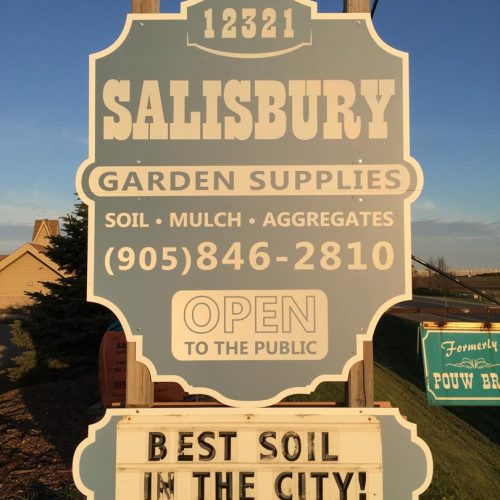 12321
SALISBURY
GARDEN SUPPLIES
SOIL • MULCH • AGGREGATES
(905) 846-2810
OPEN
TO THE PUBLIC
BEST SOIL
IN THE CITY!
Formerly
POUW